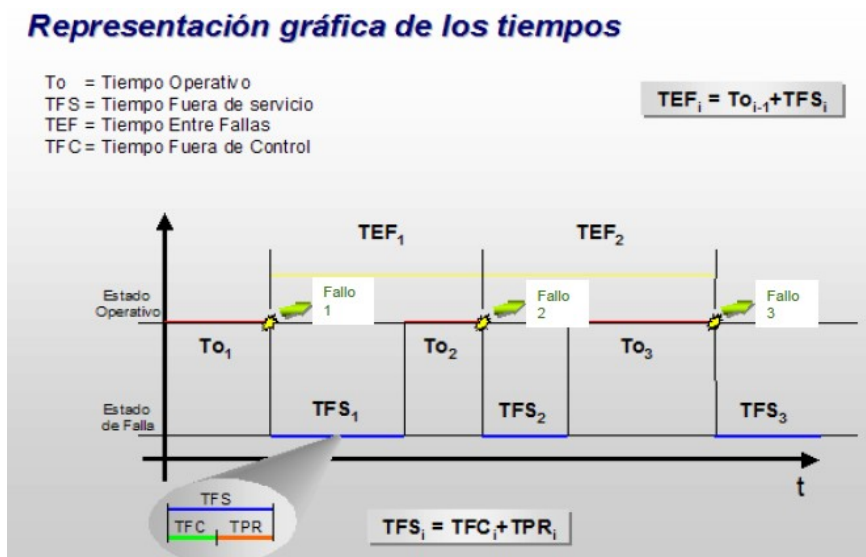 Representación gráfica de los tiempos
To = Tiempo Operativo
TFS = Tiempo Fuera de servicio
TEF = Tiempo Entre Fallas
TFC = Tiempo Fuera de Control
TEFi = Toi-1+TFSi
TEF1
TEF2
Estado
Operativo
Fallo
1
Fallo
2
Fallo
3
To1
To2
To3
Estado
de Falla
TFS1
TFS2
TFS3
t
TFS
TFC
TPR
TFSi = TFCi+TPRi